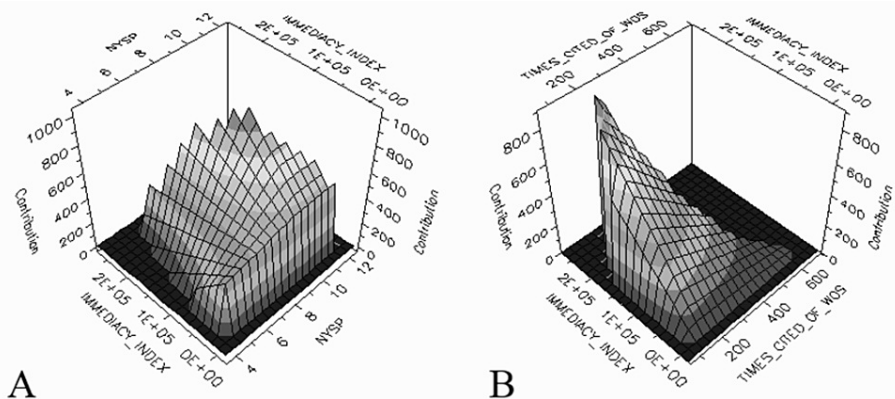 12
10
8
6
4
NYSP
IMMEDIACY_INDEX
2E+05
1E+05
0E+00
1000
800
600
400
200
0
Contribution
1000
800
600
400
200
0
Contribution
2E+05
1E+05
0E+00
IMMEDIACY_INDEX
4
6
8
10
12
NYSP
A
TIMES_CITED_OF_WOS
200
400
600
IMMEDIACY_INDEX
2E+05
1E+05
0E+00
800
600
400
200
0
Contribution
800
600
400
200
0
Contribution
2E+05
1E+05
0E+00
IMMEDIACY_INDEX
200
400
600
TIMES_CITED_OF_WOS
B